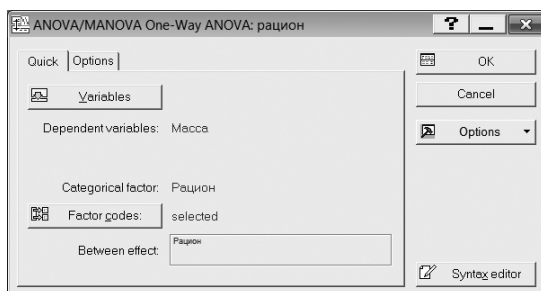 ANOVA/MANOVA One-Way ANOVA: рацион
Quick
Options
Variables
Dependent variables: Масса
Categorical factor: Рацион
Factor codes: selected
Between effect: Рацион
OK
Cancel
Options
Syntax editor